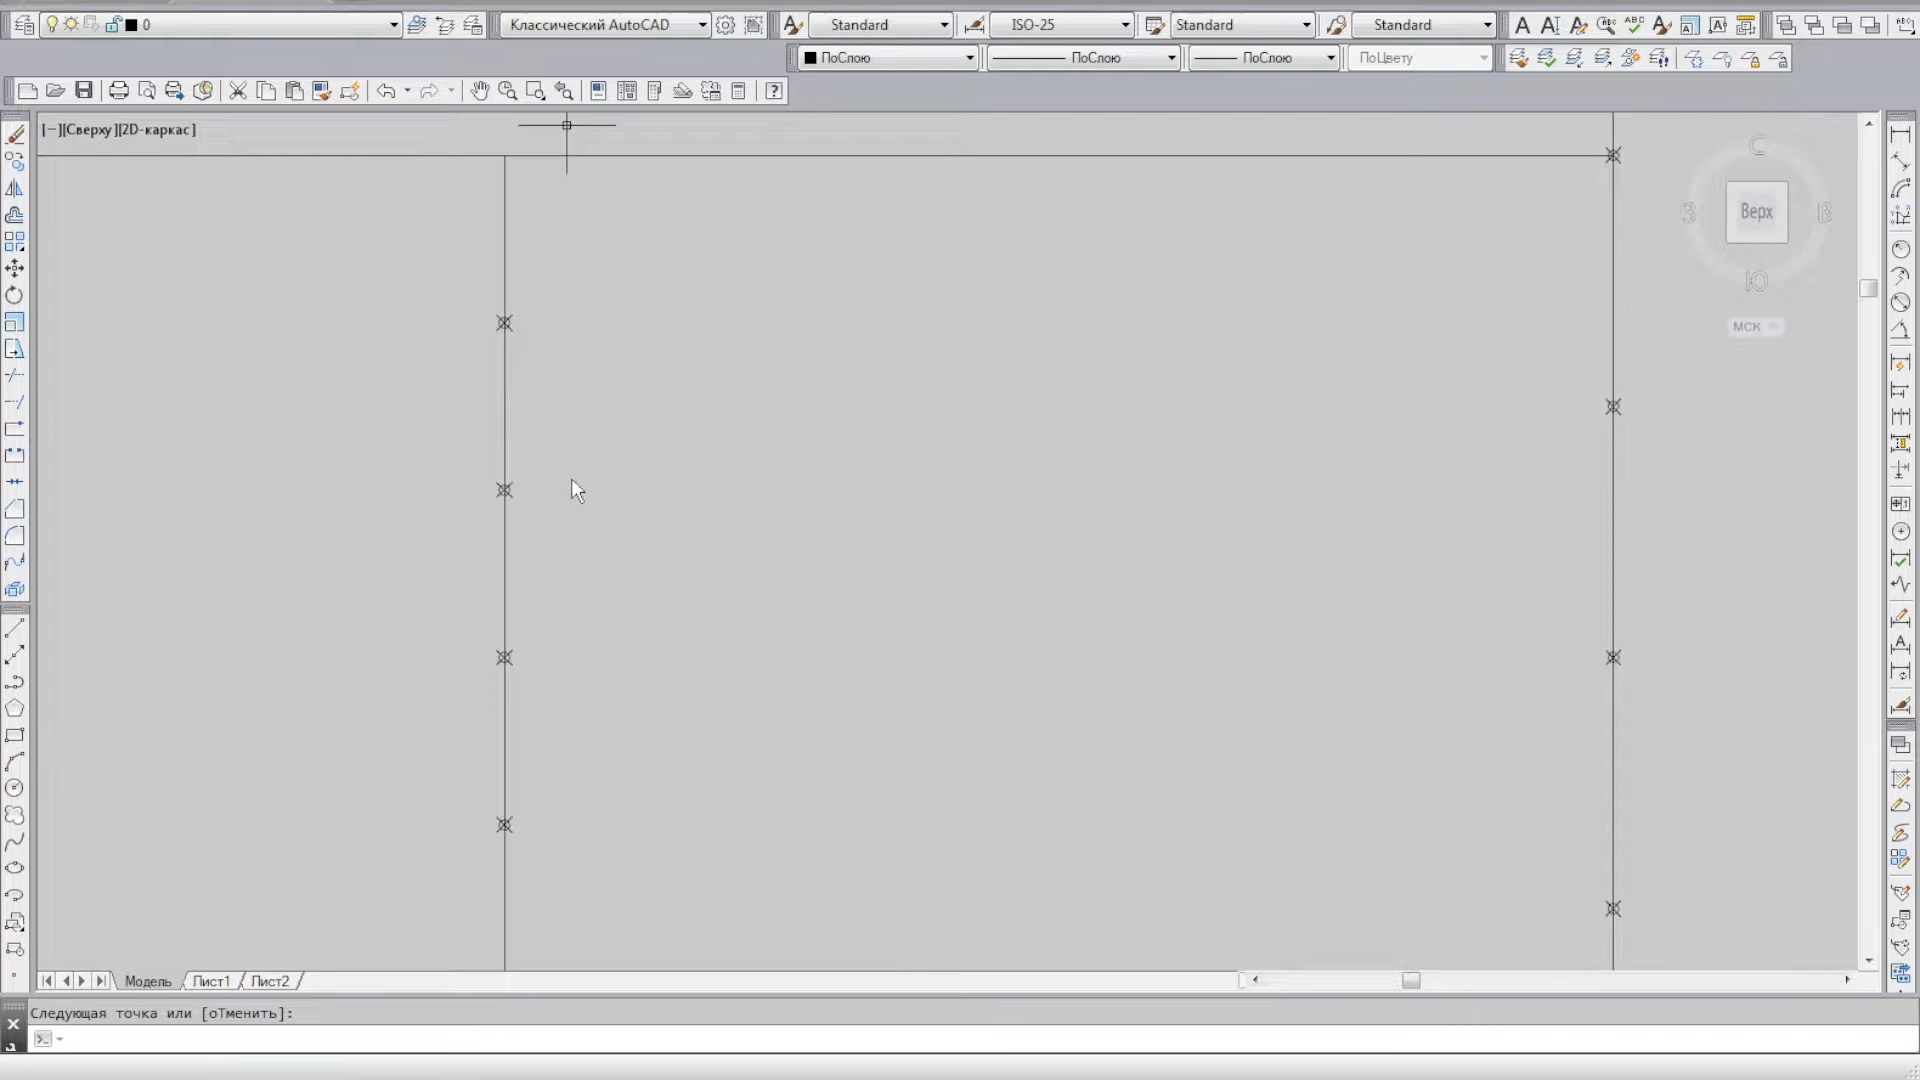 0
Классический AutoCAD
Standard
ISO-25
Standard
Standard
ПоСлою
ПоСлою
ПоСлою
ПоЦвету
[−][Сверху][2D-каркас]
С
З
Верх
В
Ю
МСК
Модель
Лист1
Лист2
Следующая точка или [оТменить]: